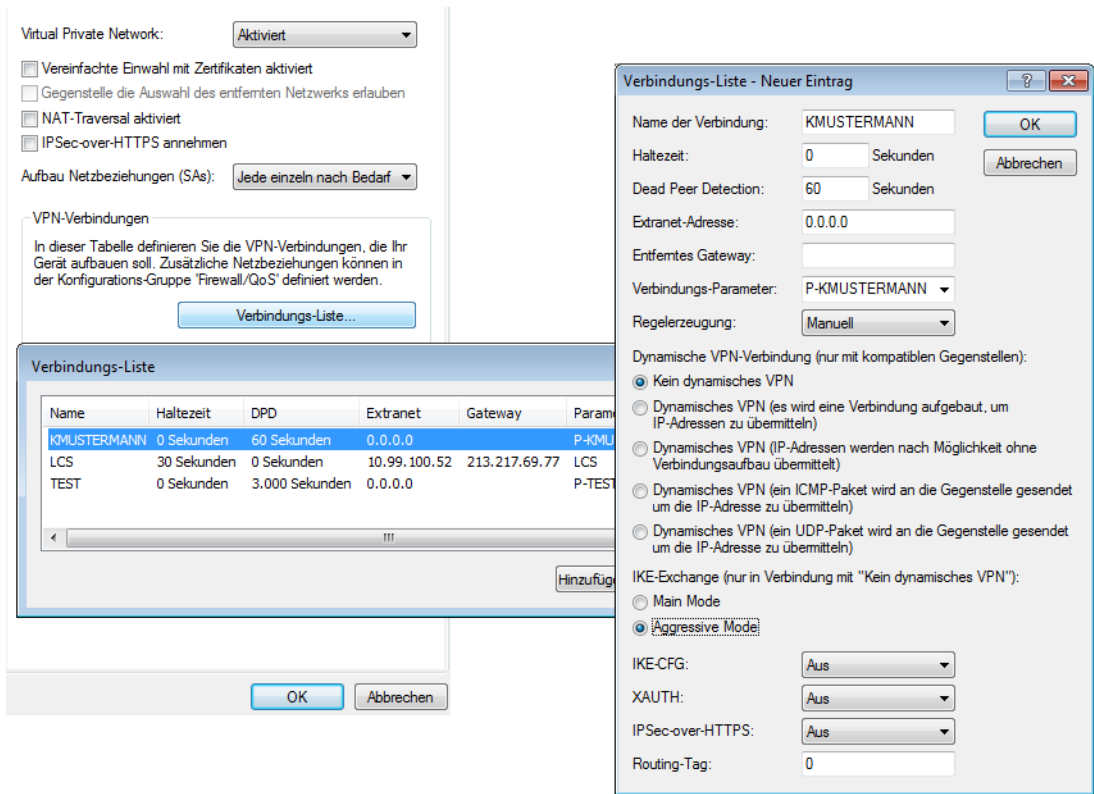 Virtual Private Network: Aktiviert
Vereinfachte Einwahl mit Zertifikaten aktiviert
Gegenstelle die Auswahl des entfernten Netzwerks erlauben
NAT-Traversal aktiviert
IPSec-over-HTTPS annehmen
Aufbau Netzbeziehungen (SAs): Jede einzeln nach Bedarf
VPN-Verbindungen
In dieser Tabelle definieren Sie die VPN-Verbindungen, die Ihr
Gerät aufbauen soll. Zusätzliche Netzbeziehungen können in
der Konfigurations-Gruppe 'Firewall/QoS' definiert werden.
Verbindungs-Liste...
Verbindungs-Liste
Name Haltezeit DPD Extranet Gateway Parame
KMUSTERMANN 0 Sekunden 60 Sekunden 0.0.0.0 P-KMU
LCS 30 Sekunden 0 Sekunden 10.99.100.52 213.217.69.77 LCS
TEST 0 Sekunden 3.000 Sekunden 0.0.0.0 P-TEST
Hinzufüge
OK Abbrechen
Verbindungs-Liste - Neuer Eintrag
Name der Verbindung: KMUSTERMANN OK
Haltezeit: 0 Sekunden Abbrechen
Dead Peer Detection: 60 Sekunden
Extranet-Adresse: 0.0.0.0
Entferntes Gateway:
Verbindungs-Parameter: P-KMUSTERMANN
Regelerzeugung: Manuell
Dynamische VPN-Verbindung (nur mit kompatiblen Gegenstellen):
Kein dynamisches VPN
Dynamisches VPN (es wird eine Verbindung aufgebaut, um
IP-Adressen zu übermitteln)
Dynamisches VPN (IP-Adressen werden nach Möglichkeit ohne
Verbindungsaufbau übermittelt)
Dynamisches VPN (ein ICMP-Paket wird an die Gegenstelle gesendet
um die IP-Adresse zu übermitteln)
Dynamisches VPN (ein UDP-Paket wird an die Gegenstelle gesendet
um die IP-Adresse zu übermitteln)
IKE-Exchange (nur in Verbindung mit "Kein dynamisches VPN"):
Main Mode
Aggressive Mode
IKE-CFG: Aus
XAUTH: Aus
IPSec-over-HTTPS: Aus
Routing-Tag: 0